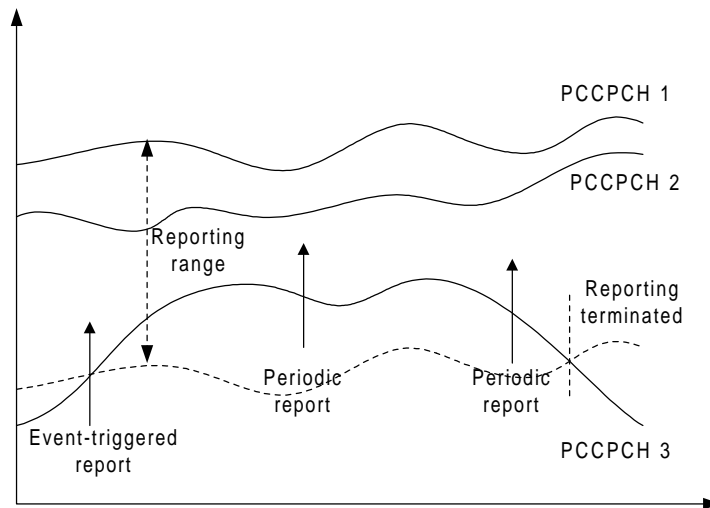 PCCPCH 1
PCCPCH 2
Reporting
range
Reporting
terminated
Periodic
report
Periodic
report
Event-triggered
report
PCCPCH 3